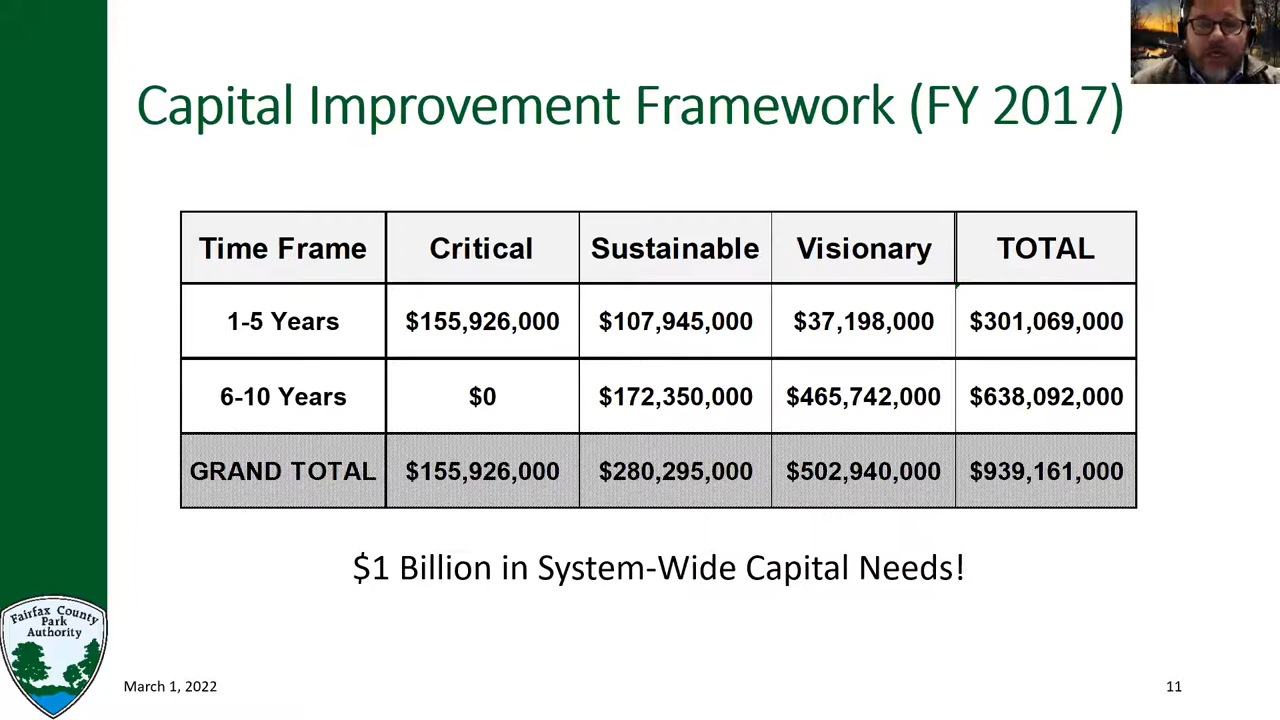 Capital Improvement Framework (FY 2017)
Time Frame Critical Sustainable Visionary TOTAL
1-5 Years $155,926,000 $107,945,000 $37,198,000 $301,069,000
6-10 Years $0 $172,350,000 $465,742,000 $638,092,000
GRAND TOTAL $155,926,000 $280,295,000 $502,940,000 $939,161,000
$1 Billion in System-Wide Capital Needs!
Fairfax County
Park
Authority
March 1, 2022 11